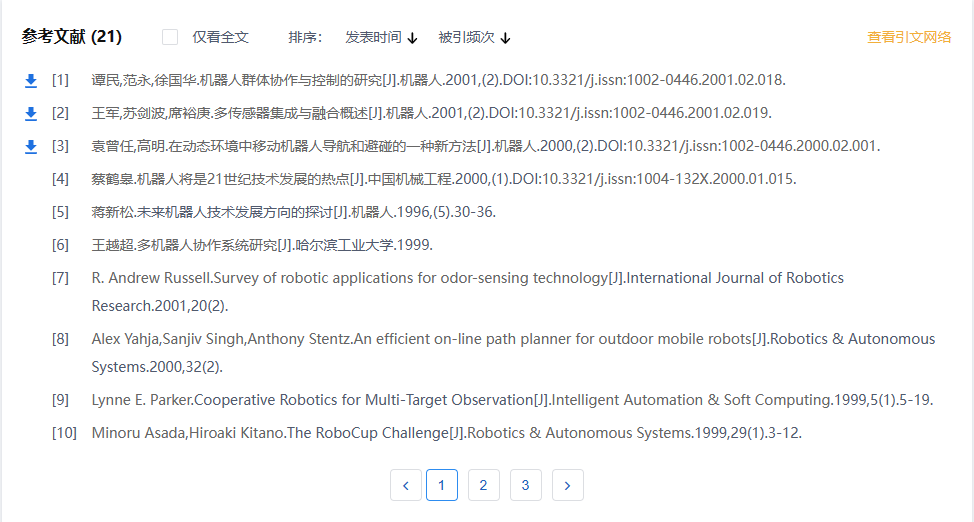 参考文献 (21) 仅看全文 排序： 发表时间 被引频次 查看引文网络
[1] 谭民,范永,徐国华.机器人群体协作与控制的研究[J].机器人.2001,(2).DOI:10.3321/j.issn:1002-0446.2001.02.018.
[2] 王军,苏剑波,席裕庚.多传感器集成与融合概述[J].机器人.2001,(2).DOI:10.3321/j.issn:1002-0446.2001.02.019.
[3] 袁曾任,高明.在动态环境中移动机器人导航和避碰的一种新方法[J].机器人.2000,(2).DOI:10.3321/j.issn:1002-0446.2000.02.001.
[4] 蔡鹤皋.机器人将是21世纪技术发展的热点[J].中国机械工程.2000,(1).DOI:10.3321/j.issn:1004-132X.2000.01.015.
[5] 蒋新松.未来机器人技术发展方向的探讨[J].机器人.1996,(5).30-36.
[6] 王越超.多机器人协作系统研究[J].哈尔滨工业大学.1999.
[7] R. Andrew Russell.Survey of robotic applications for odor-sensing technology[J].International Journal of Robotics
Research.2001,20(2).
[8] Alex Yahja,Sanjiv Singh,Anthony Stentz.An efficient on-line path planner for outdoor mobile robots[J].Robotics & Autonomous
Systems.2000,32(2).
[9] Lynne E. Parker.Cooperative Robotics for Multi-Target Observation[J].Intelligent Automation & Soft Computing.1999,5(1).5-19.
[10] Minoru Asada,Hiroaki Kitano.The RoboCup Challenge[J].Robotics & Autonomous Systems.1999,29(1).3-12.
1 2 3